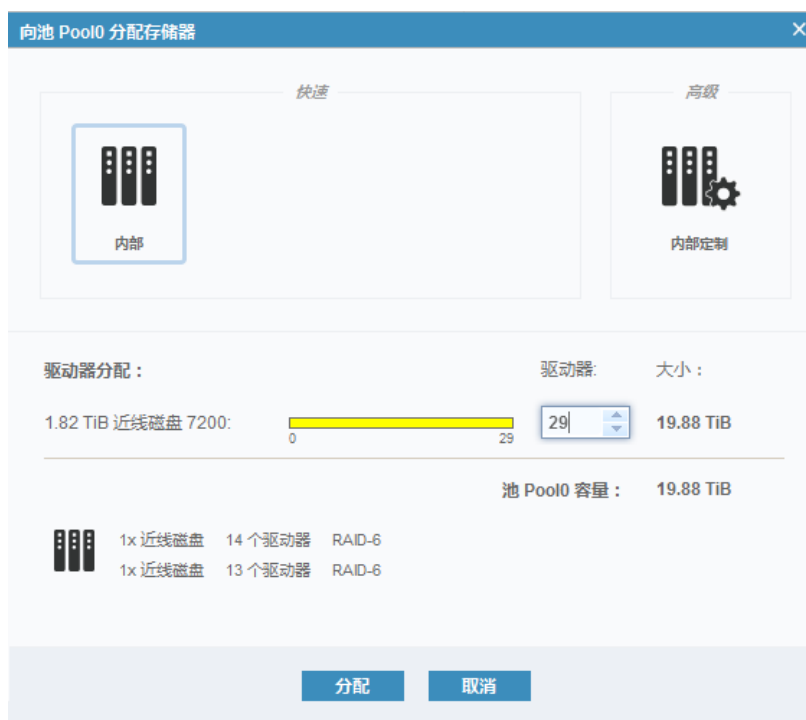 向池 Pool0 分配存储器
快速
高级
内部
内部定制
驱动器分配：
驱动器:
大小：
1.82 TiB 近线磁盘 7200:
0
29
29
19.88 TiB
池 Pool0 容量：
19.88 TiB
1x 近线磁盘 14 个驱动器 RAID-6
1x 近线磁盘 13 个驱动器 RAID-6
分配
取消